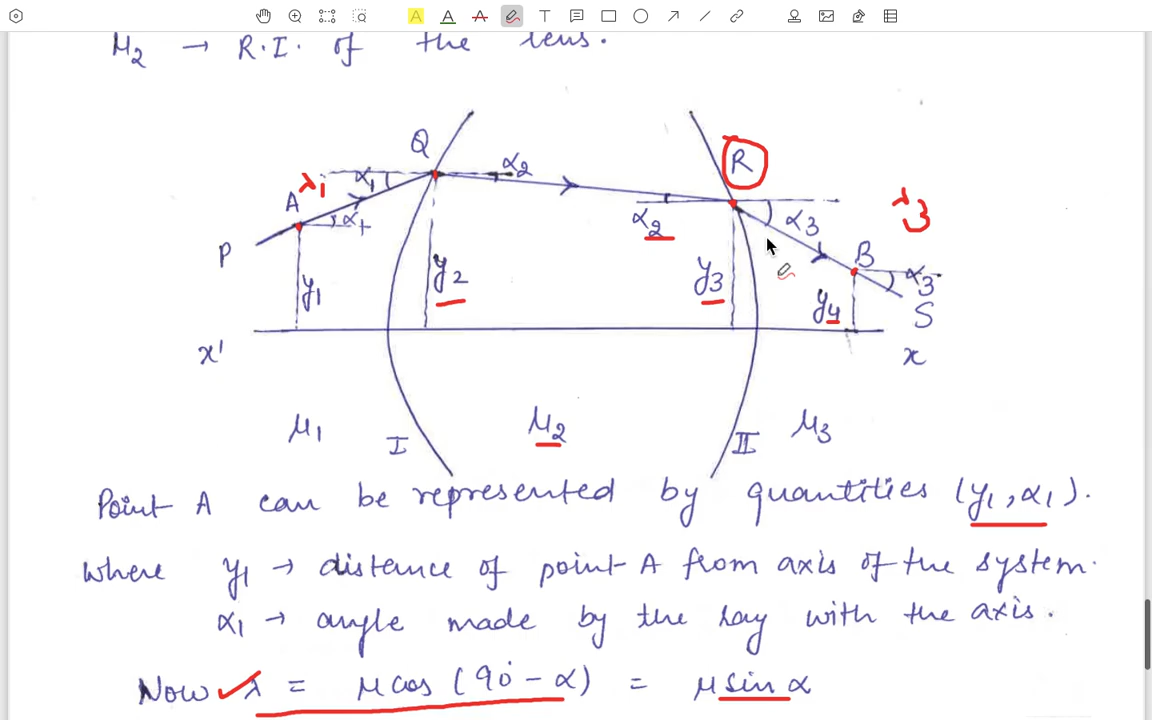 μ2 → R.I. of the lens.
Q
α2
R
λ1
α1
A
α1
α2
α3
λ3
P
y1
y2
y3
B
α3
y4
S
x'
x
μ1
I
μ2
II
μ3
Point A can be represented by quantities (y1, α1).
where y1 → distance of point A from axis of the system.
α1 → angle made by the ray with the axis.
Now λ = μ cos (90° - α) = μ sin α